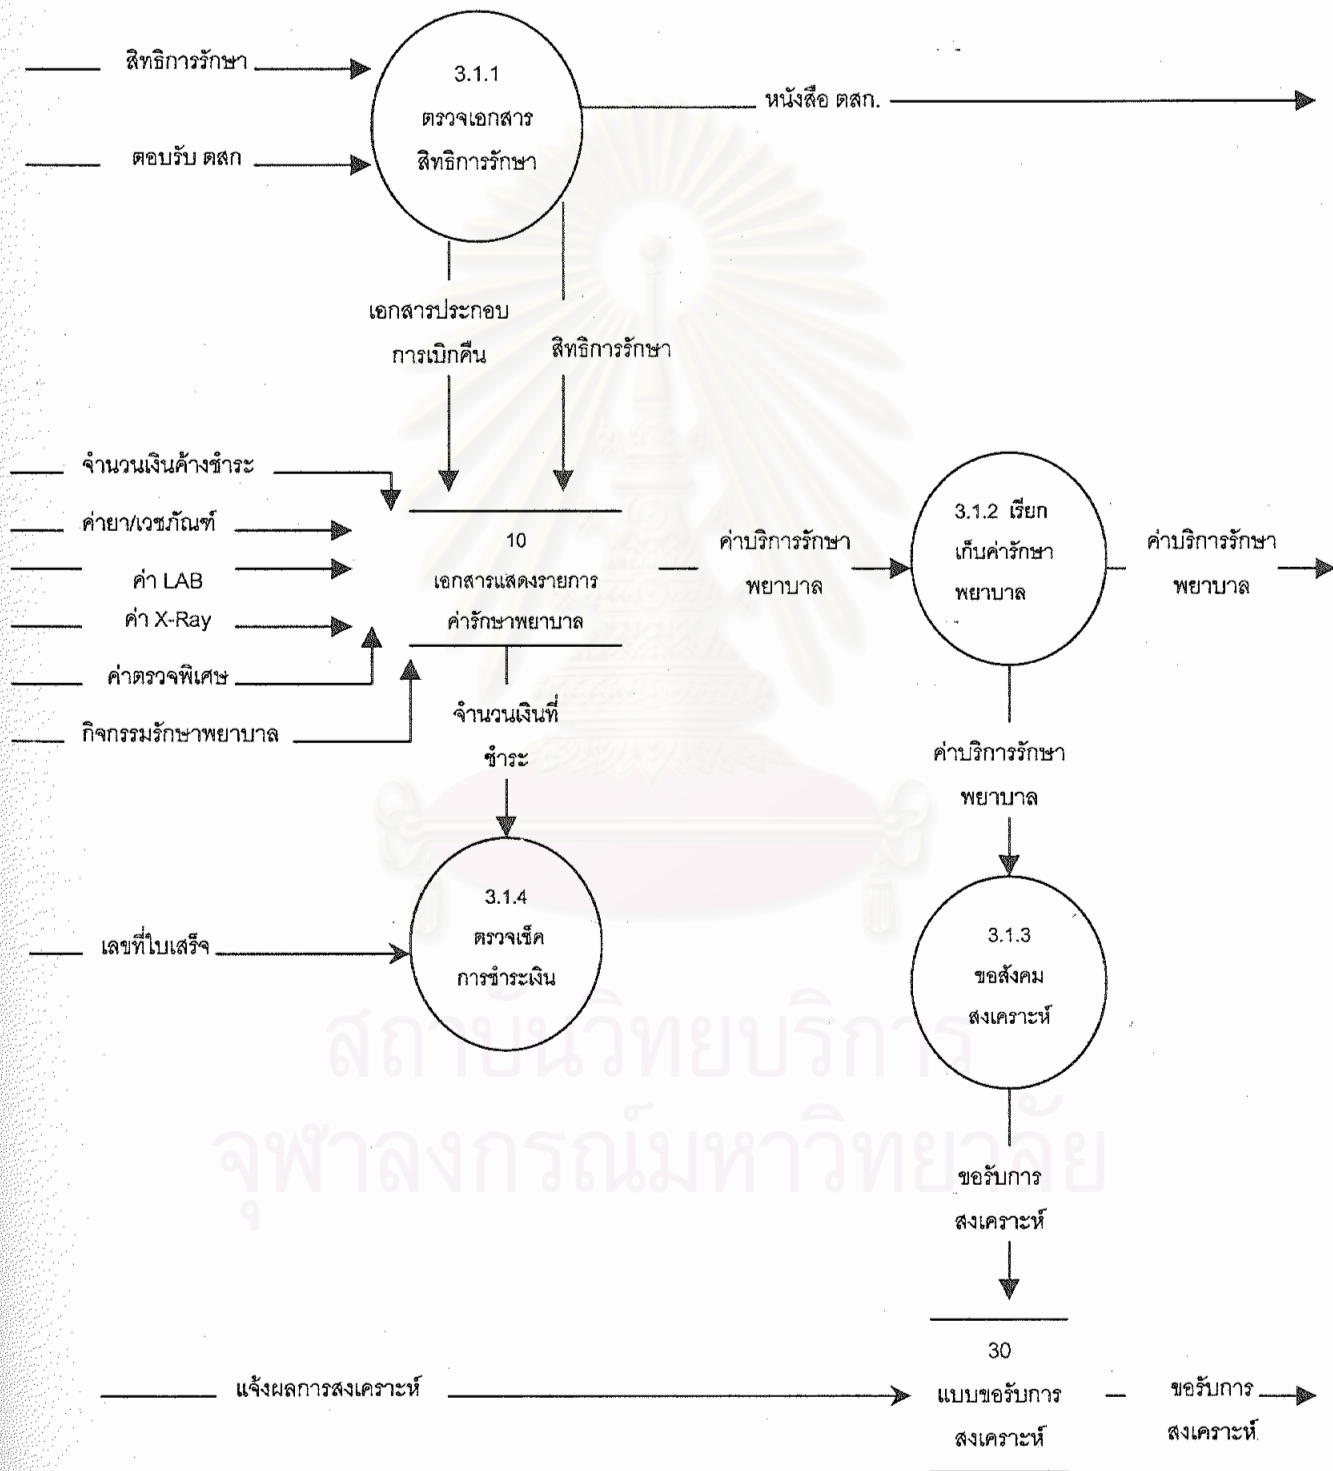 สิทธิการรักษา
3.1.1
ตรวจเอกสาร
สิทธิการรักษา
หนังสือ ตสก.
ตอบรับ ตสก
เอกสารประกอบ
การเบิกคืน
สิทธิการรักษา
จำนวนเงินค้างชำระ
ค่ายา/เวชภัณฑ์
ค่า LAB
ค่า X-Ray
ค่าตรวจพิเศษ
กิจกรรมรักษาพยาบาล
10
เอกสารแสดงรายการ
ค่ารักษาพยาบาล
ค่าบริการรักษา
พยาบาล
3.1.2 เรียก
เก็บค่ารักษา
พยาบาล
ค่าบริการรักษา
พยาบาล
จำนวนเงินที่
ชำระ
ค่าบริการรักษา
พยาบาล
3.1.4
ตรวจเช็ค
การชำระเงิน
เลขที่ใบเสร็จ
3.1.3
ขอสังคม
สงเคราะห์
สถาบันวิทยบริการ
จุฬาลงกรณ์มหาวิทยาลัย
ขอรับการ
สงเคราะห์
30
แบบขอรับการ
สงเคราะห์
แจ้งผลการสงเคราะห์
ขอรับการ
สงเคราะห์